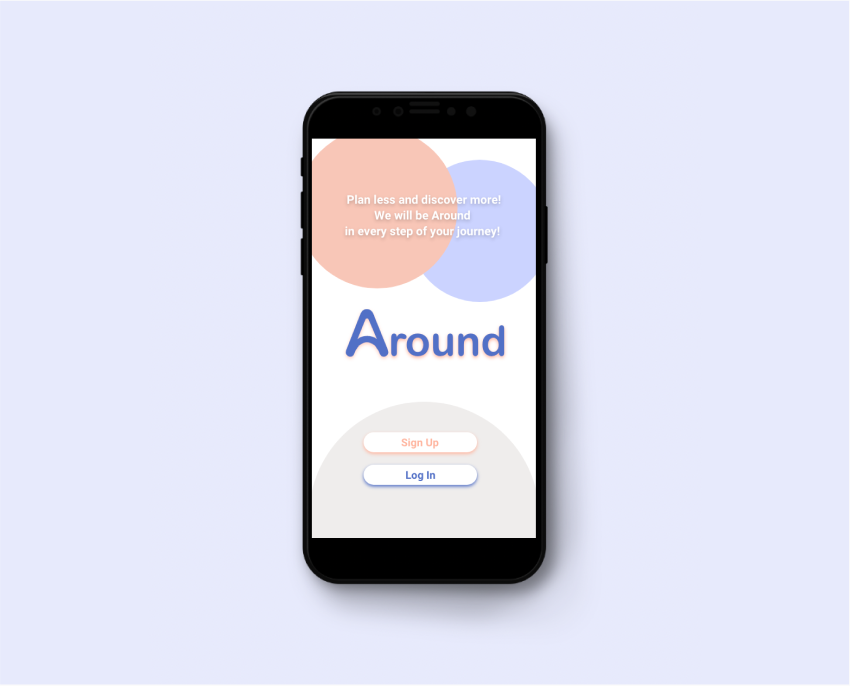 Plan less and discover more!
We will be Around
in every step of your journey!
Around
Sign Up
Log In